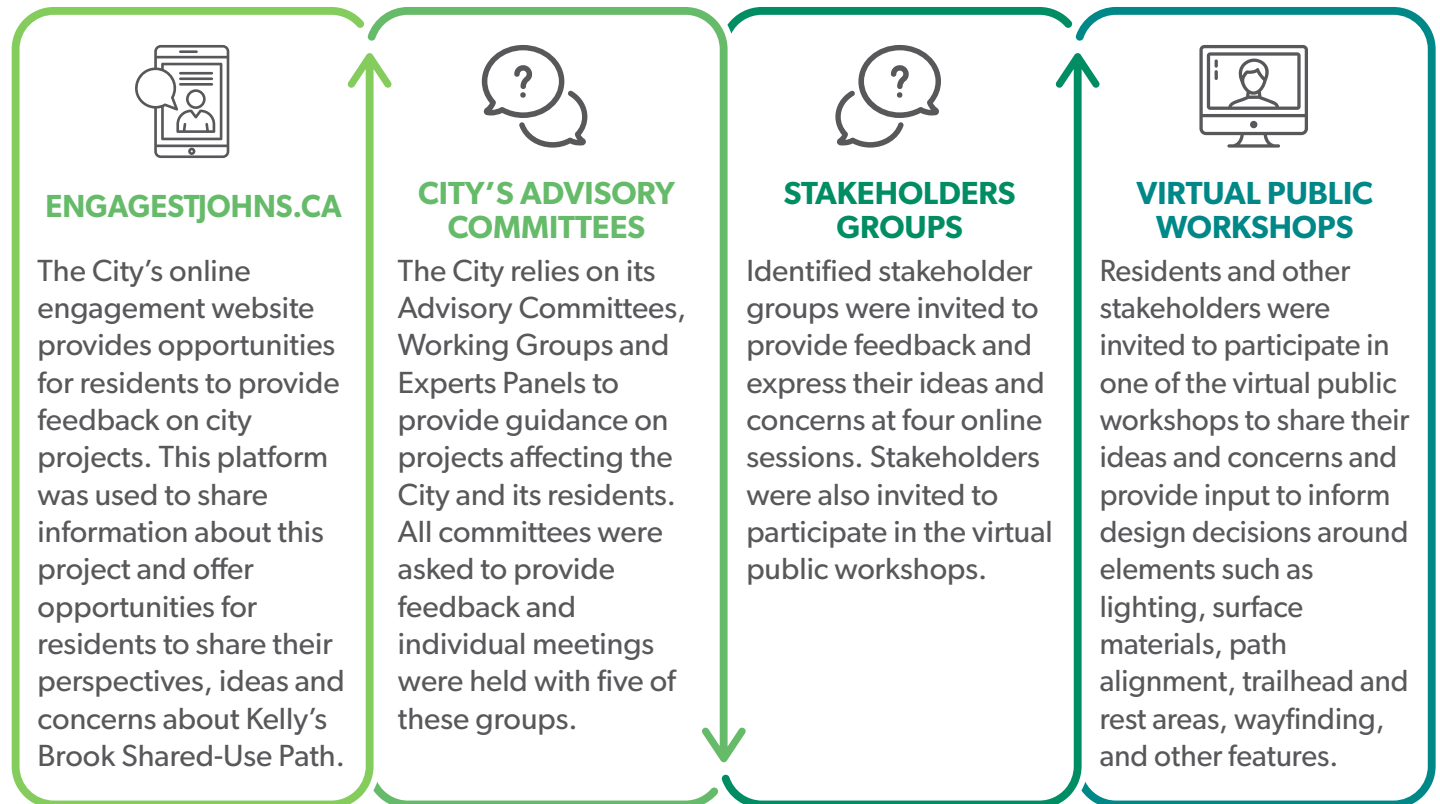 ENGAGESTJOHNS.CA
The City’s online
engagement website
provides opportunities
for residents to provide
feedback on city
projects. This platform
was used to share
information about this
project and offer
opportunities for
residents to share their
perspectives, ideas and
concerns about Kelly’s
Brook Shared-Use Path.
?
CITY’S ADVISORY
COMMITTEES
The City relies on its
Advisory Committees,
Working Groups and
Experts Panels to
provide guidance on
projects affecting the
City and its residents.
All committees were
asked to provide
feedback and
individual meetings
were held with five of
these groups.
?
STAKEHOLDERS
GROUPS
Identified stakeholder
groups were invited to
provide feedback and
express their ideas and
concerns at four online
sessions. Stakeholders
were also invited to
participate in the virtual
public workshops.
VIRTUAL PUBLIC
WORKSHOPS
Residents and other
stakeholders were
invited to participate in
one of the virtual public
workshops to share their
ideas and concerns and
provide input to inform
design decisions around
elements such as
lighting, surface
materials, path
alignment, trailhead and
rest areas, wayfinding,
and other features.